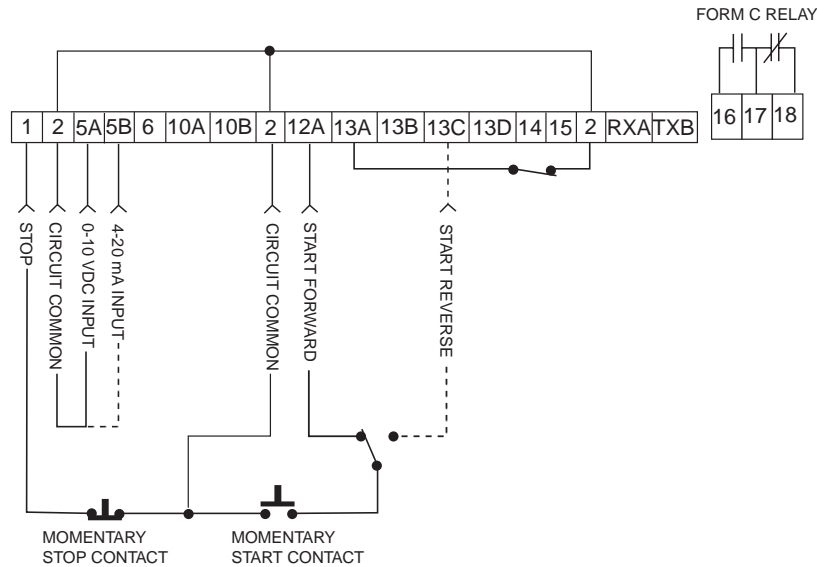 FORM C RELAY
1 2 5A 5B 6 10A 10B 2 12A 13A 13B 13C 13D 14 15 2 RXA TXB
16 17 18
STOP
CIRCUIT COMMON
0-10 VDC INPUT
4-20 mA INPUT
CIRCUIT COMMON
START FORWARD
START REVERSE
MOMENTARY
STOP CONTACT
MOMENTARY
START CONTACT